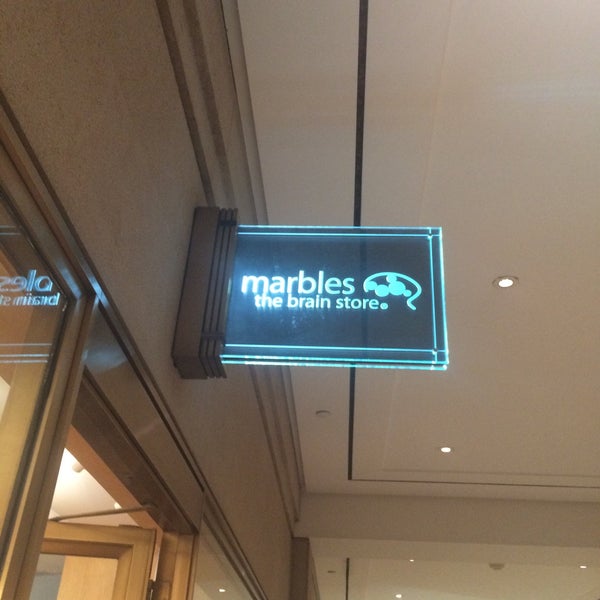 marbles
the brain store.